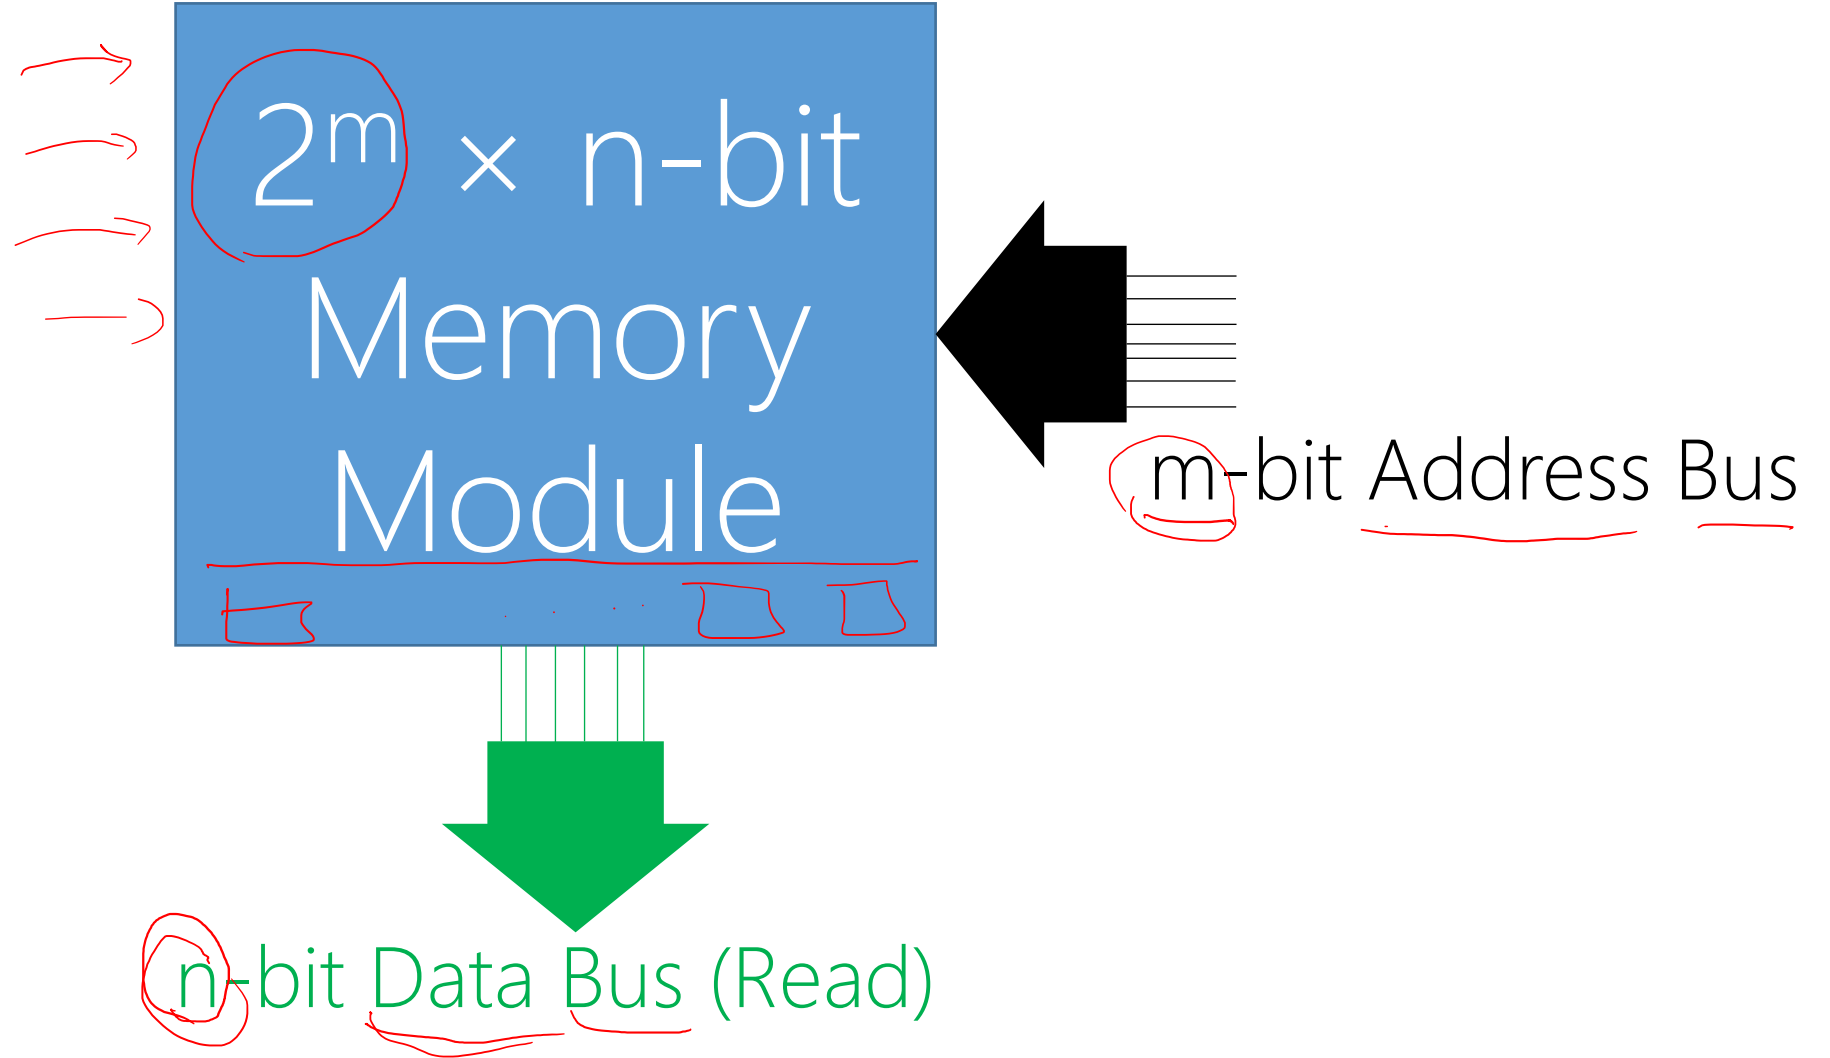 2ᵐ × n-bit
Memory
Module
m-bit Address Bus
n-bit Data Bus (Read)